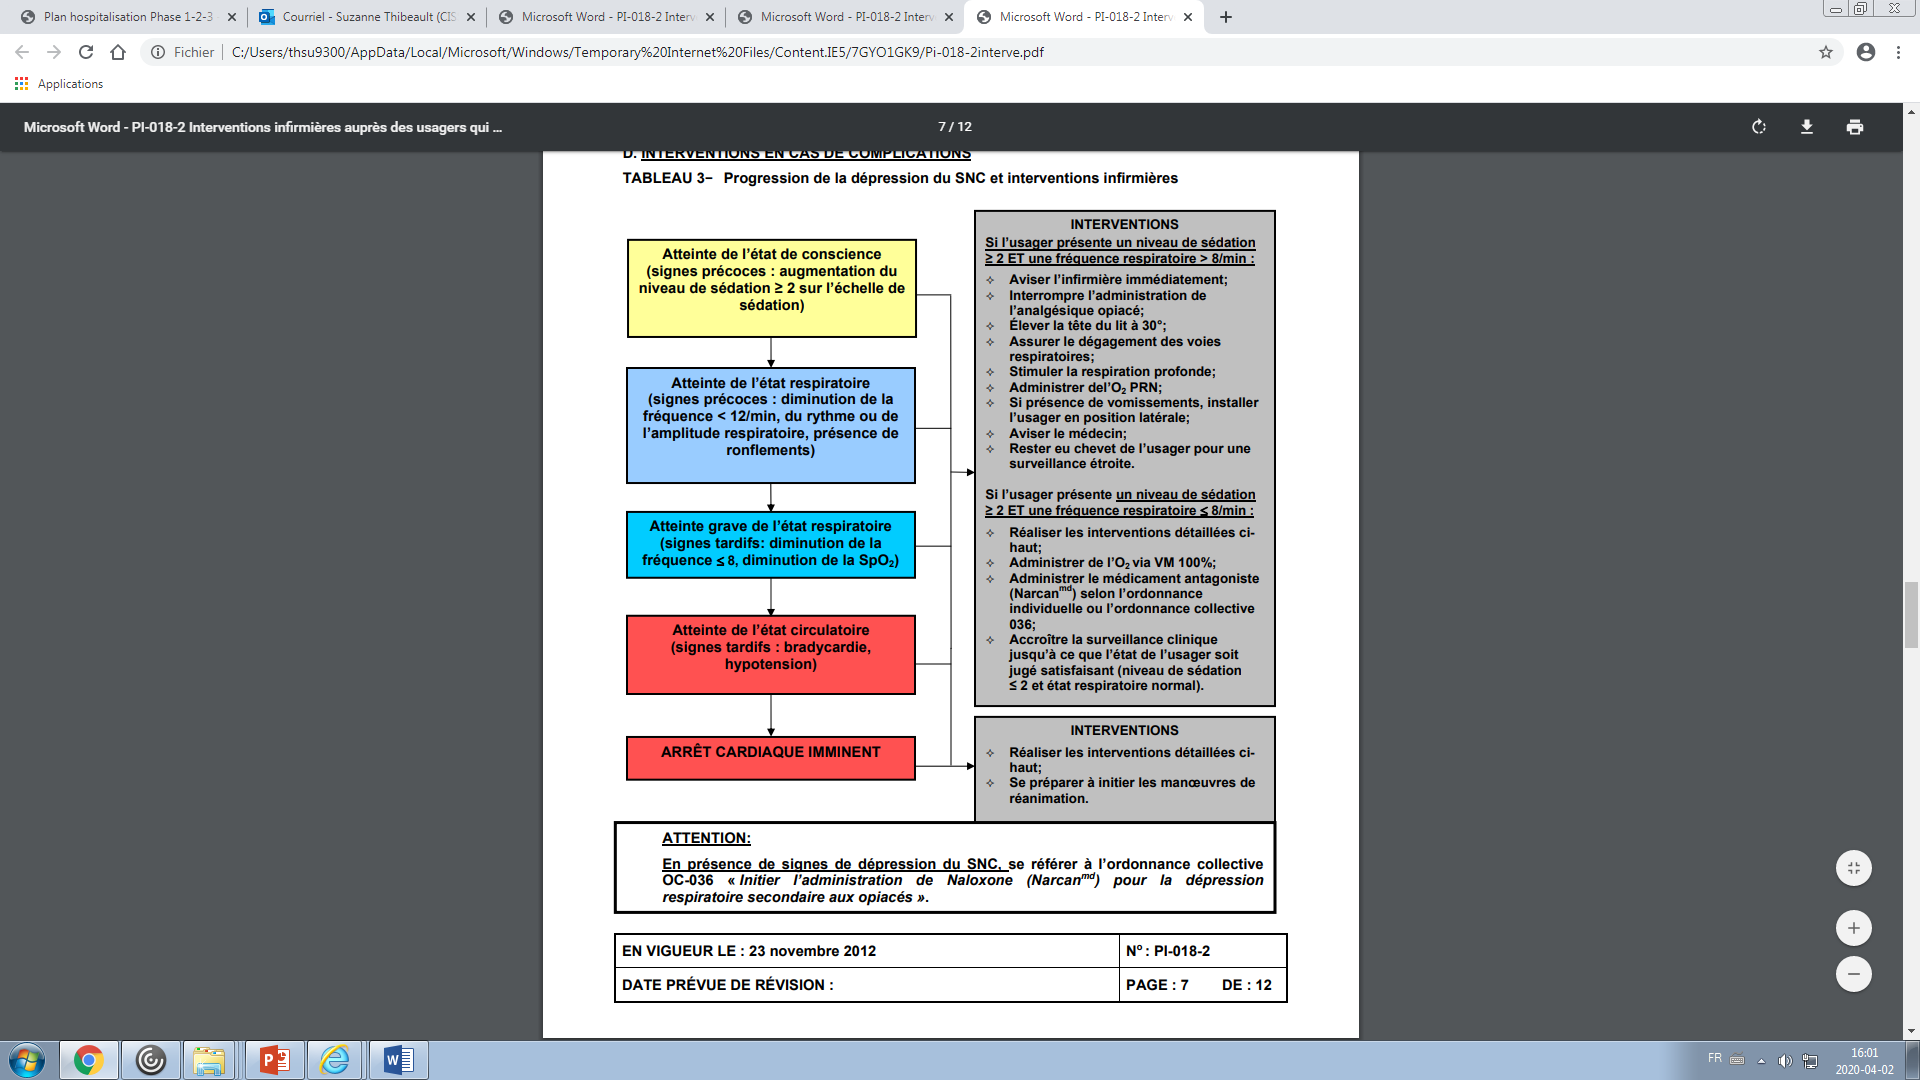 Plan hospitalisation Phase 1-2-3
Courriel - Suzanne Thibeault (CIS
Microsoft Word - PI-018-2 Interv
Microsoft Word - PI-018-2 Interv
Microsoft Word - PI-018-2 Interv
Fichier
C:/Users/thsu9300/AppData/Local/Microsoft/Windows/Temporary%20Internet%20Files/Content.IE5/7GYO1GK9/Pi-018-2interve.pdf
Applications
Microsoft Word - PI-018-2 Interventions infirmières auprès des usagers qui ...
7 / 12
D. INTERVENTIONS EN CAS DE COMPLICATIONS
TABLEAU 3– Progression de la dépression du SNC et interventions infirmières
Atteinte de l'état de conscience
(signes précoces : augmentation du
niveau de sédation ≥ 2 sur l'échelle de
sédation)
Atteinte de l'état respiratoire
(signes précoces : diminution de la
fréquence < 12/min, du rythme ou de
l'amplitude respiratoire, présence de
ronflements)
Atteinte grave de l'état respiratoire
(signes tardifs: diminution de la
fréquence ≤ 8, diminution de la SpO₂)
Atteinte de l'état circulatoire
(signes tardifs : bradycardie,
hypotension)
ARRÊT CARDIAQUE IMMINENT
INTERVENTIONS
Si l'usager présente un niveau de sédation
≥ 2 ET une fréquence respiratoire > 8/min :
Aviser l'infirmière immédiatement;
Interrompre l'administration de
l'analgésique opiacé;
Élever la tête du lit à 30°;
Assurer le dégagement des voies
respiratoires;
Stimuler la respiration profonde;
Administrer del'O₂ PRN;
Si présence de vomissements, installer
l'usager en position latérale;
Aviser le médecin;
Rester eu chevet de l'usager pour une
surveillance étroite.
Si l'usager présente un niveau de sédation
≥ 2 ET une fréquence respiratoire ≤ 8/min :
Réaliser les interventions détaillées ci-
haut;
Administrer de l'O₂ via VM 100%;
Administrer le médicament antagoniste
(Narcanmd) selon l'ordonnance
individuelle ou l'ordonnance collective
036;
Accroître la surveillance clinique
jusqu'à ce que l'état de l'usager soit
jugé satisfaisant (niveau de sédation
≤ 2 et état respiratoire normal).
INTERVENTIONS
Réaliser les interventions détaillées ci-
haut;
Se préparer à initier les manœuvres de
réanimation.
ATTENTION:
En présence de signes de dépression du SNC, se référer à l'ordonnance collective
OC-036 « Initier l'administration de Naloxone (Narcanmd) pour la dépression
respiratoire secondaire aux opiacés ».
EN VIGUEUR LE : 23 novembre 2012
Nº : PI-018-2
DATE PRÉVUE DE RÉVISION :
PAGE : 7 DE : 12
FR
16:01
2020-04-02